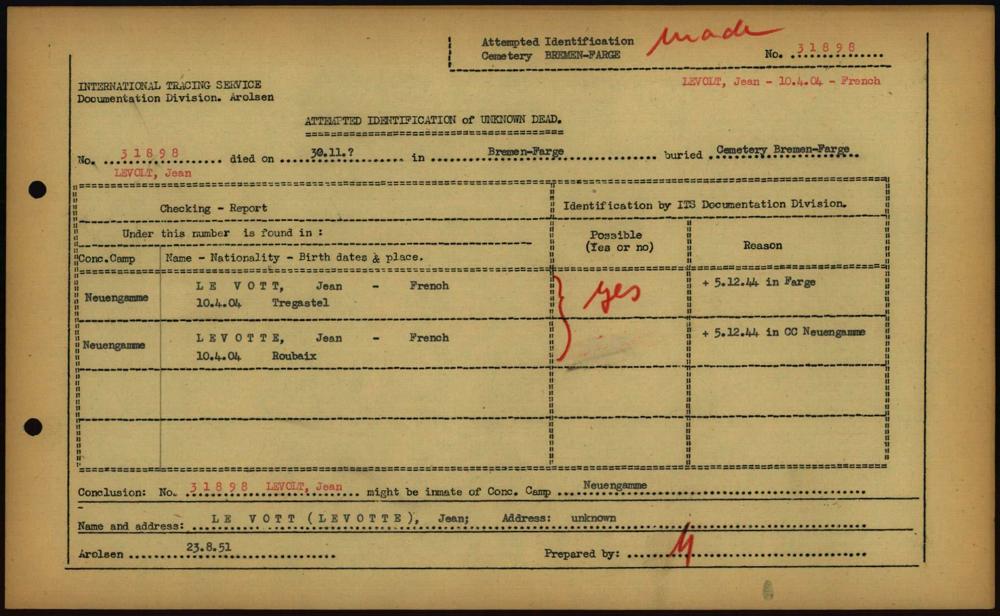 Attempted Identification made
Cemetery BREMEN-FARGE No. 31898
LEVOLT, Jean - 10.4.04 - French
INTERNATIONAL TRACING SERVICE
Documentation Division. Arolsen
ATTEMPTED IDENTIFICATION of UNKNOWN DEAD.
No. 31898 died on 30.11.? in Bremen-Farge buried Cemetery Bremen-Farge
LEVOLT, Jean
Checking - Report
Identification by ITS Documentation Division.
Under this number is found in :
Possible
(Yes or no)
Reason
Conc.Camp Name - Nationality - Birth dates & place.
Neuengamme LE VOTT, Jean - French
10.4.04 Tregastel
yes
+ 5.12.44 in Farge
Neuengamme LEVOTTE, Jean - French
10.4.04 Roubaix
+ 5.12.44 in CC Neuengamme
Conclusion: No. 31898 LEVOLT, Jean might be inmate of Conc. Camp Neuengamme
Name and address: LE VOTT (LEVOTTE), Jean; Address: unknown
Arolsen 23.8.51 Prepared by: